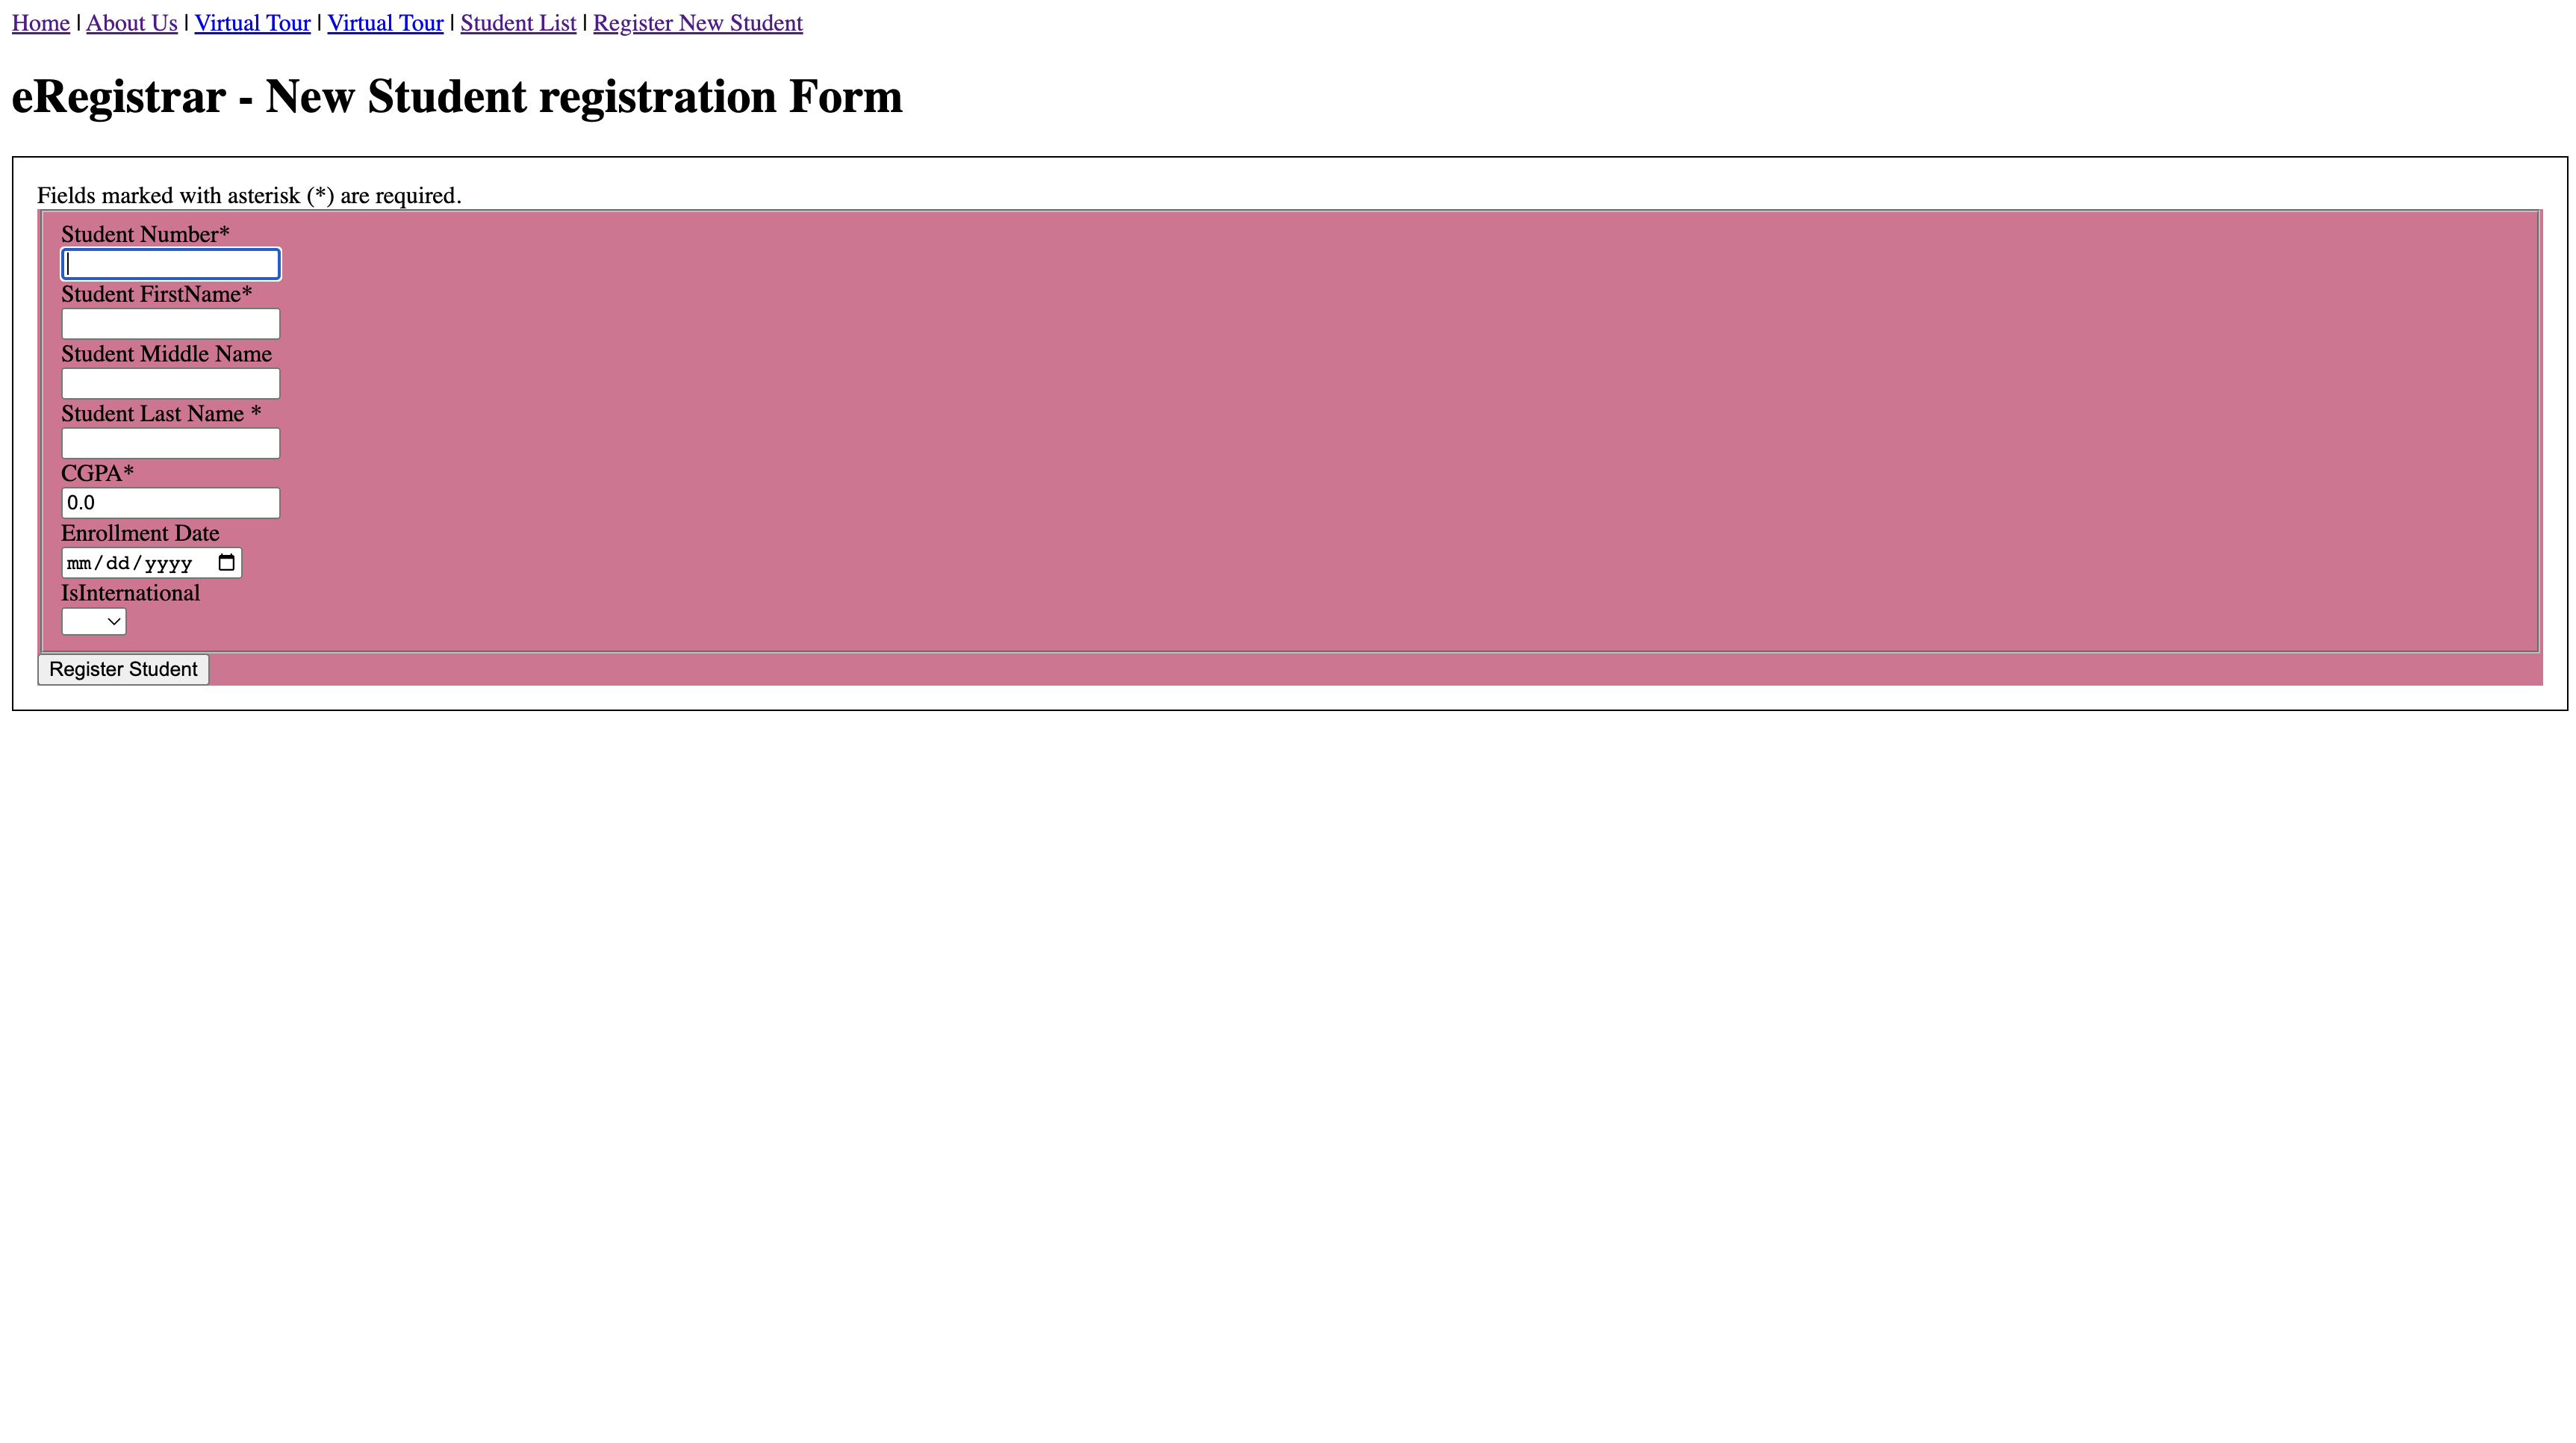 Home | About Us | Virtual Tour | Virtual Tour | Student List | Register New Student
eRegistrar - New Student registration Form
Fields marked with asterisk (*) are required.
Student Number*
Student FirstName*
Student Middle Name
Student Last Name *
CGPA*
0.0
Enrollment Date
mm/dd/yyyy
IsInternational
Register Student